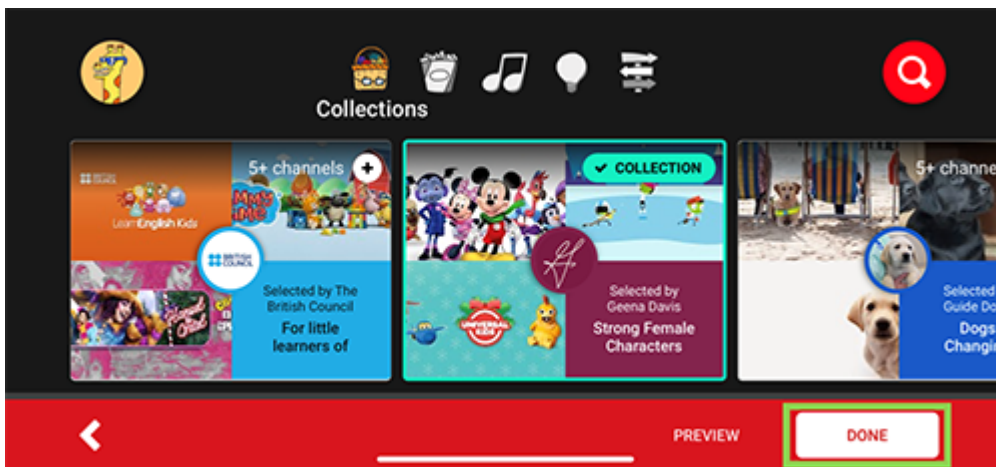 Collections
5+ channels
BRITISH
COUNCIL
LearnEnglish Kids
BRITISH
COUNCIL
Selected by The
British Council
For little
learners of
COLLECTION
UNIVERSAL
KIDS
Selected by
Geena Davis
Strong Female
Characters
5+ channe
Selected
Guide Do
Dogs
Changin
PREVIEW
DONE